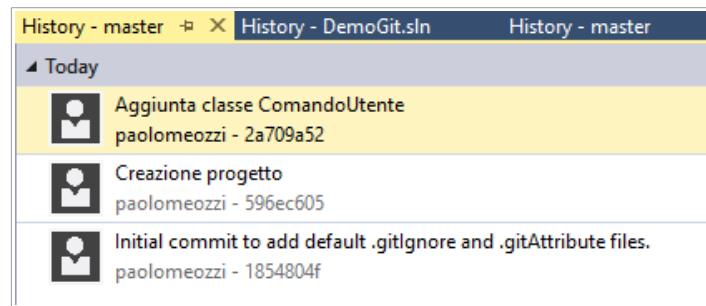 History - master History - DemoGit.sln History - master
Today
Aggiunta classe ComandoUtente
paolomeozzi - 2a709a52
Creazione progetto
paolomeozzi - 596ec605
Initial commit to add default .gitIgnore and .gitAttribute files.
paolomeozzi - 1854804f